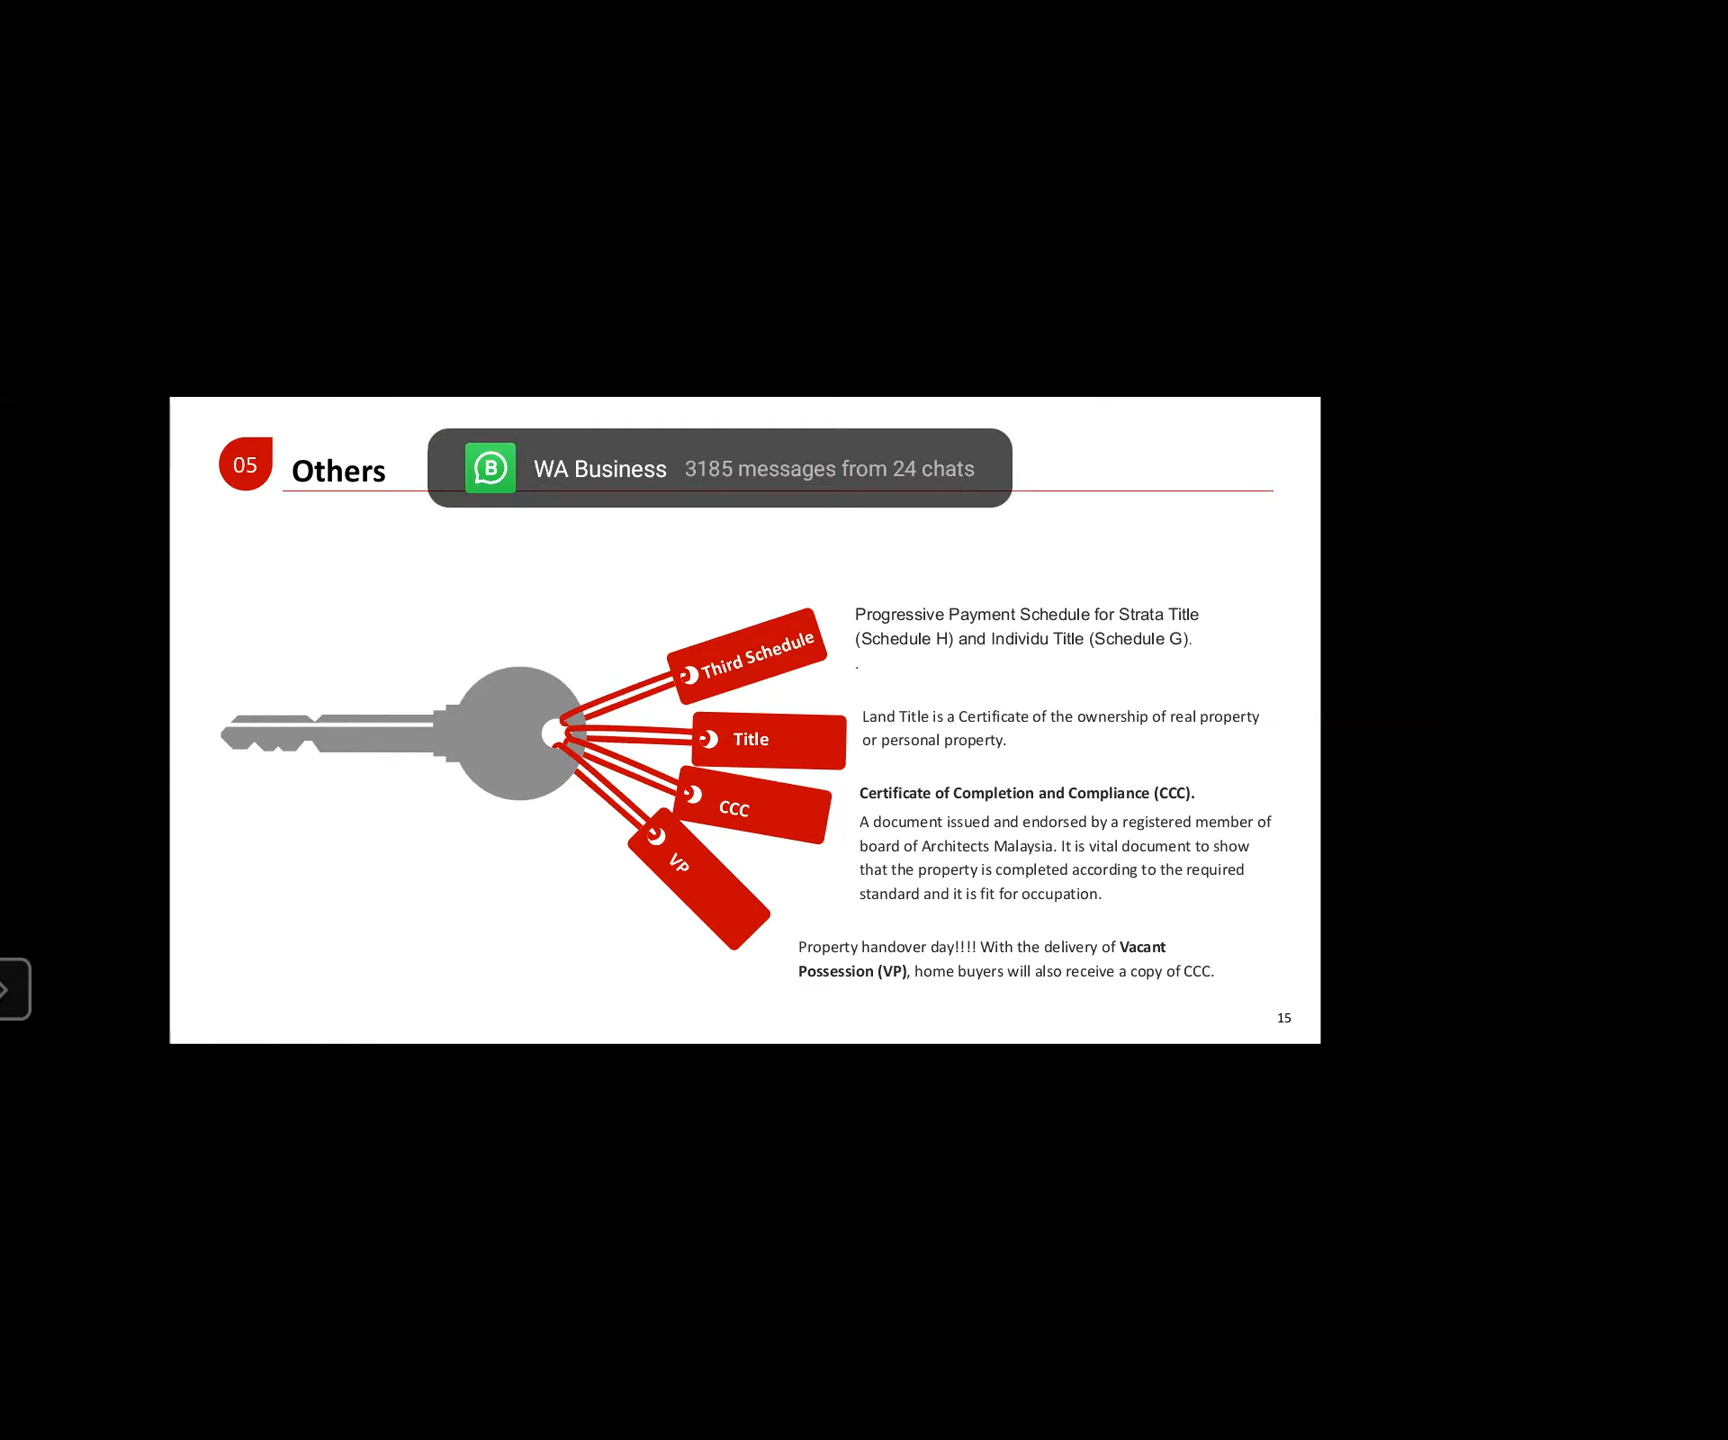 05
Others
WA Business 3185 messages from 24 chats
Third Schedule
Progressive Payment Schedule for Strata Title
(Schedule H) and Individu Title (Schedule G).
.
Title
Land Title is a Certificate of the ownership of real property
or personal property.
CCC
Certificate of Completion and Compliance (CCC).
A document issued and endorsed by a registered member of
board of Architects Malaysia. It is vital document to show
that the property is completed according to the required
standard and it is fit for occupation.
VP
Property handover day!!!! With the delivery of Vacant
Possession (VP), home buyers will also receive a copy of CCC.
15